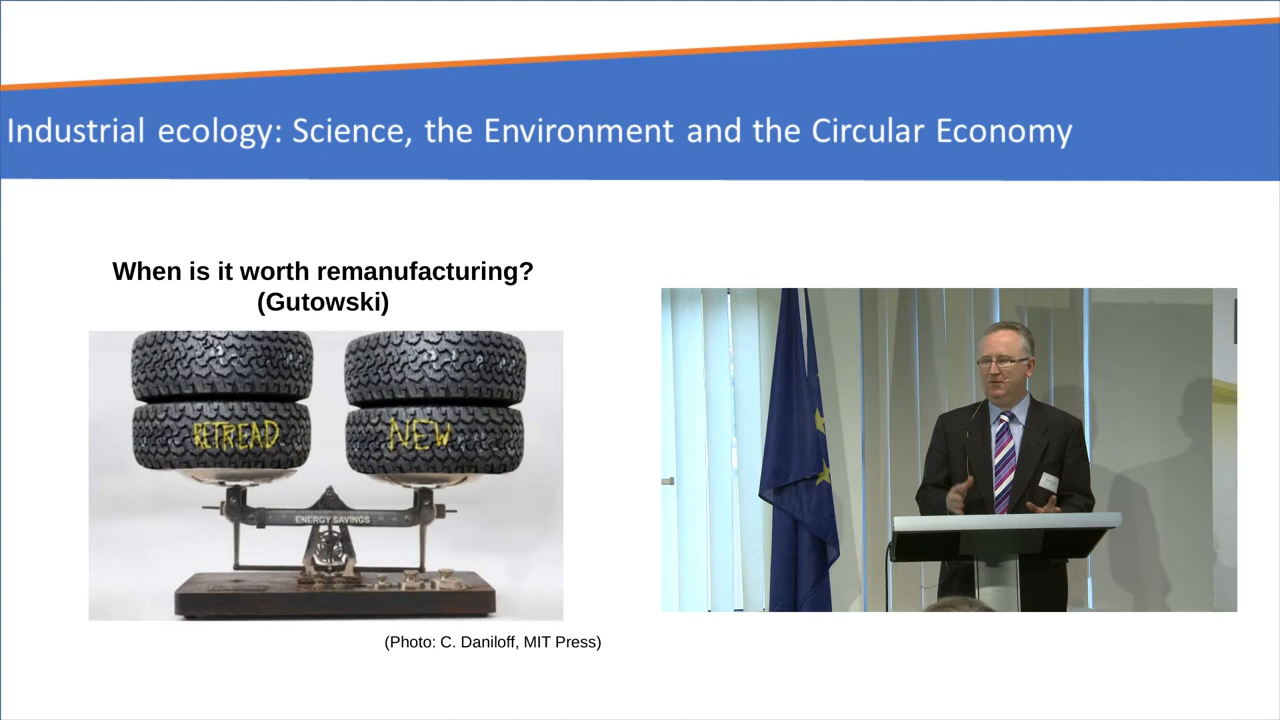 Industrial ecology: Science, the Environment and the Circular Economy
When is it worth remanufacturing?
(Gutowski)
RETREAD
NEW
ENERGY SAVINGS
(Photo: C. Daniloff, MIT Press)